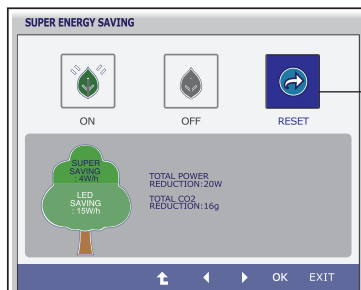 SUPER ENERGY SAVING
ON
OFF
RESET
SUPER
SAVING
: 4W/h
LED
SAVING
: 15W/h
TOTAL POWER
REDUCTION:20W
TOTAL CO2
REDUCTION:16g
OK
EXIT